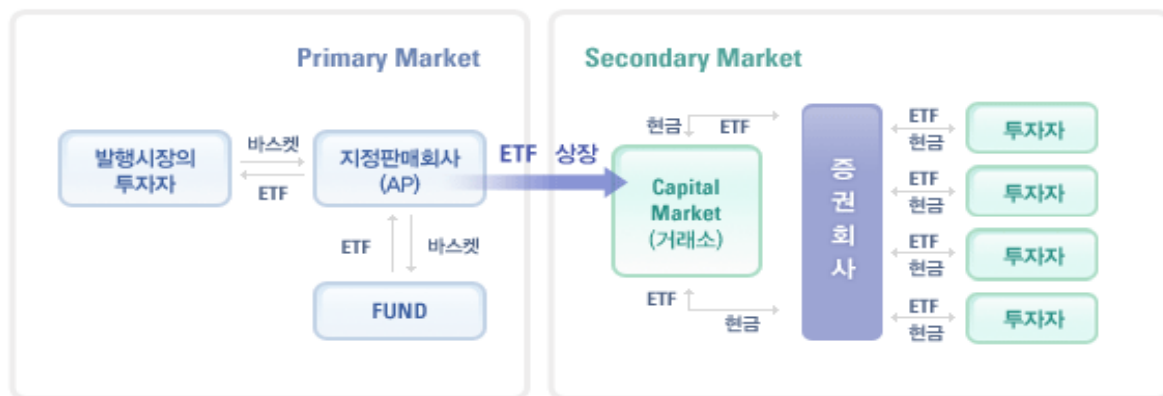 Primary Market
발행시장의
투자자
바스켓
ETF
지정판매회사
(AP)
ETF
바스켓
FUND
ETF 상장
Secondary Market
현금
ETF
Capital
Market
(거래소)
ETF
현금
증
권
회
사
ETF
현금
투자자
ETF
현금
투자자
ETF
현금
투자자
ETF
현금
투자자